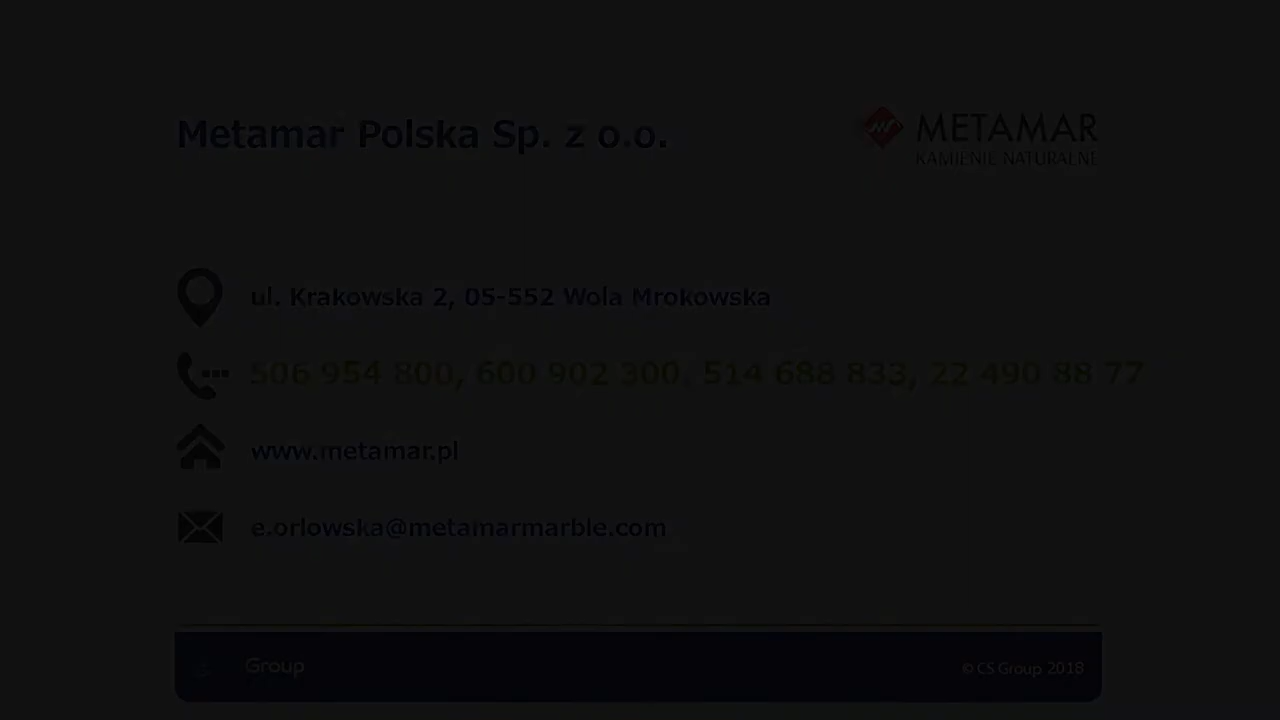 Metamar Polska Sp. z o.o.
METAMAR
KAMIENIE NATURALNE
ul. Krakowska 2, 05-552 Wola Mrokowska
506 954 800, 600 902 300, 514 688 833, 22 490 88 77
www.metamar.pl
e.orlowska@metamarmarble.com
Group
© CS Group 2018